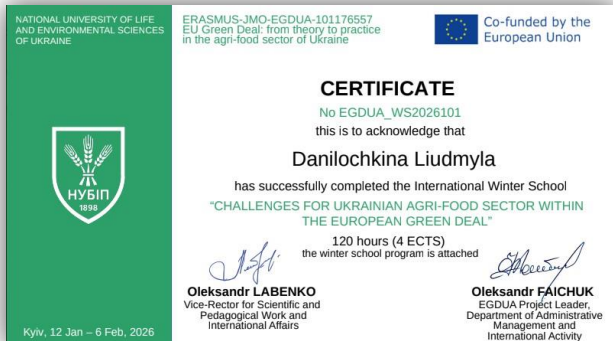 NATIONAL UNIVERSITY OF LIFE
AND ENVIRONMENTAL SCIENCES
OF UKRAINE
НУБІП
1898
Kyiv, 12 Jan – 6 Feb, 2026
ERASMUS-JMO-EGDUA-101176557
EU Green Deal: from theory to practice
in the agri-food sector of Ukraine
Co-funded by the
European Union
CERTIFICATE
No EGDUA_WS2026101
this is to acknowledge that
Danilochkina Liudmyla
has successfully completed the International Winter School
“CHALLENGES FOR UKRAINIAN AGRI-FOOD SECTOR WITHIN
THE EUROPEAN GREEN DEAL”
120 hours (4 ECTS)
the winter school program is attached
Oleksandr LABENKO
Vice-Rector for Scientific and
Pedagogical Work and
International Affairs
Oleksandr FAICHUK
EGDUA Project Leader,
Department of Administrative
Management and
International Activity